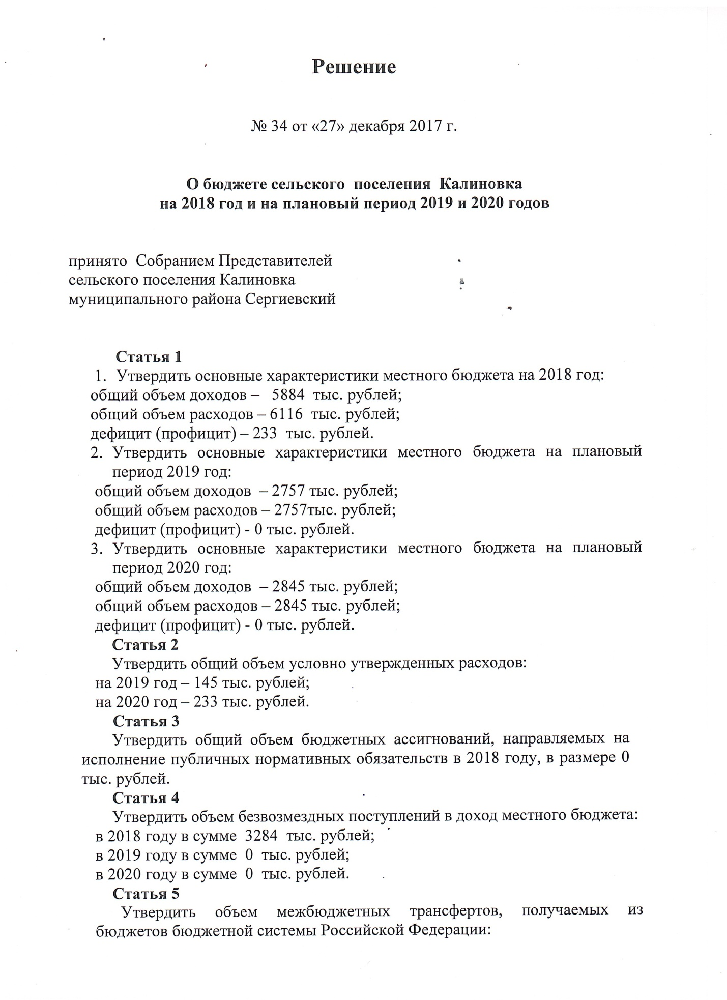 Решение
№ 34 от «27» декабря 2017 г.
О бюджете сельского поселения Калиновка
на 2018 год и на плановый период 2019 и 2020 годов
принято Собранием Представителей
сельского поселения Калиновка
муниципального района Сергиевский
Статья 1
1. Утвердить основные характеристики местного бюджета на 2018 год:
общий объем доходов – 5884 тыс. рублей;
общий объем расходов – 6116 тыс. рублей;
дефицит (профицит) – 233 тыс. рублей.
2. Утвердить основные характеристики местного бюджета на плановый
период 2019 год:
общий объем доходов – 2757 тыс. рублей;
общий объем расходов – 2757тыс. рублей;
дефицит (профицит) - 0 тыс. рублей.
3. Утвердить основные характеристики местного бюджета на плановый
период 2020 год:
общий объем доходов – 2845 тыс. рублей;
общий объем расходов – 2845 тыс. рублей;
дефицит (профицит) - 0 тыс. рублей.
Статья 2
Утвердить общий объем условно утвержденных расходов:
на 2019 год – 145 тыс. рублей;
на 2020 год – 233 тыс. рублей.
Статья 3
Утвердить общий объем бюджетных ассигнований, направляемых на
исполнение публичных нормативных обязательств в 2018 году, в размере 0
тыс. рублей.
Статья 4
Утвердить объем безвозмездных поступлений в доход местного бюджета:
в 2018 году в сумме 3284 тыс. рублей;
в 2019 году в сумме 0 тыс. рублей;
в 2020 году в сумме 0 тыс. рублей.
Статья 5
Утвердить объем межбюджетных трансфертов, получаемых из
бюджетов бюджетной системы Российской Федерации: